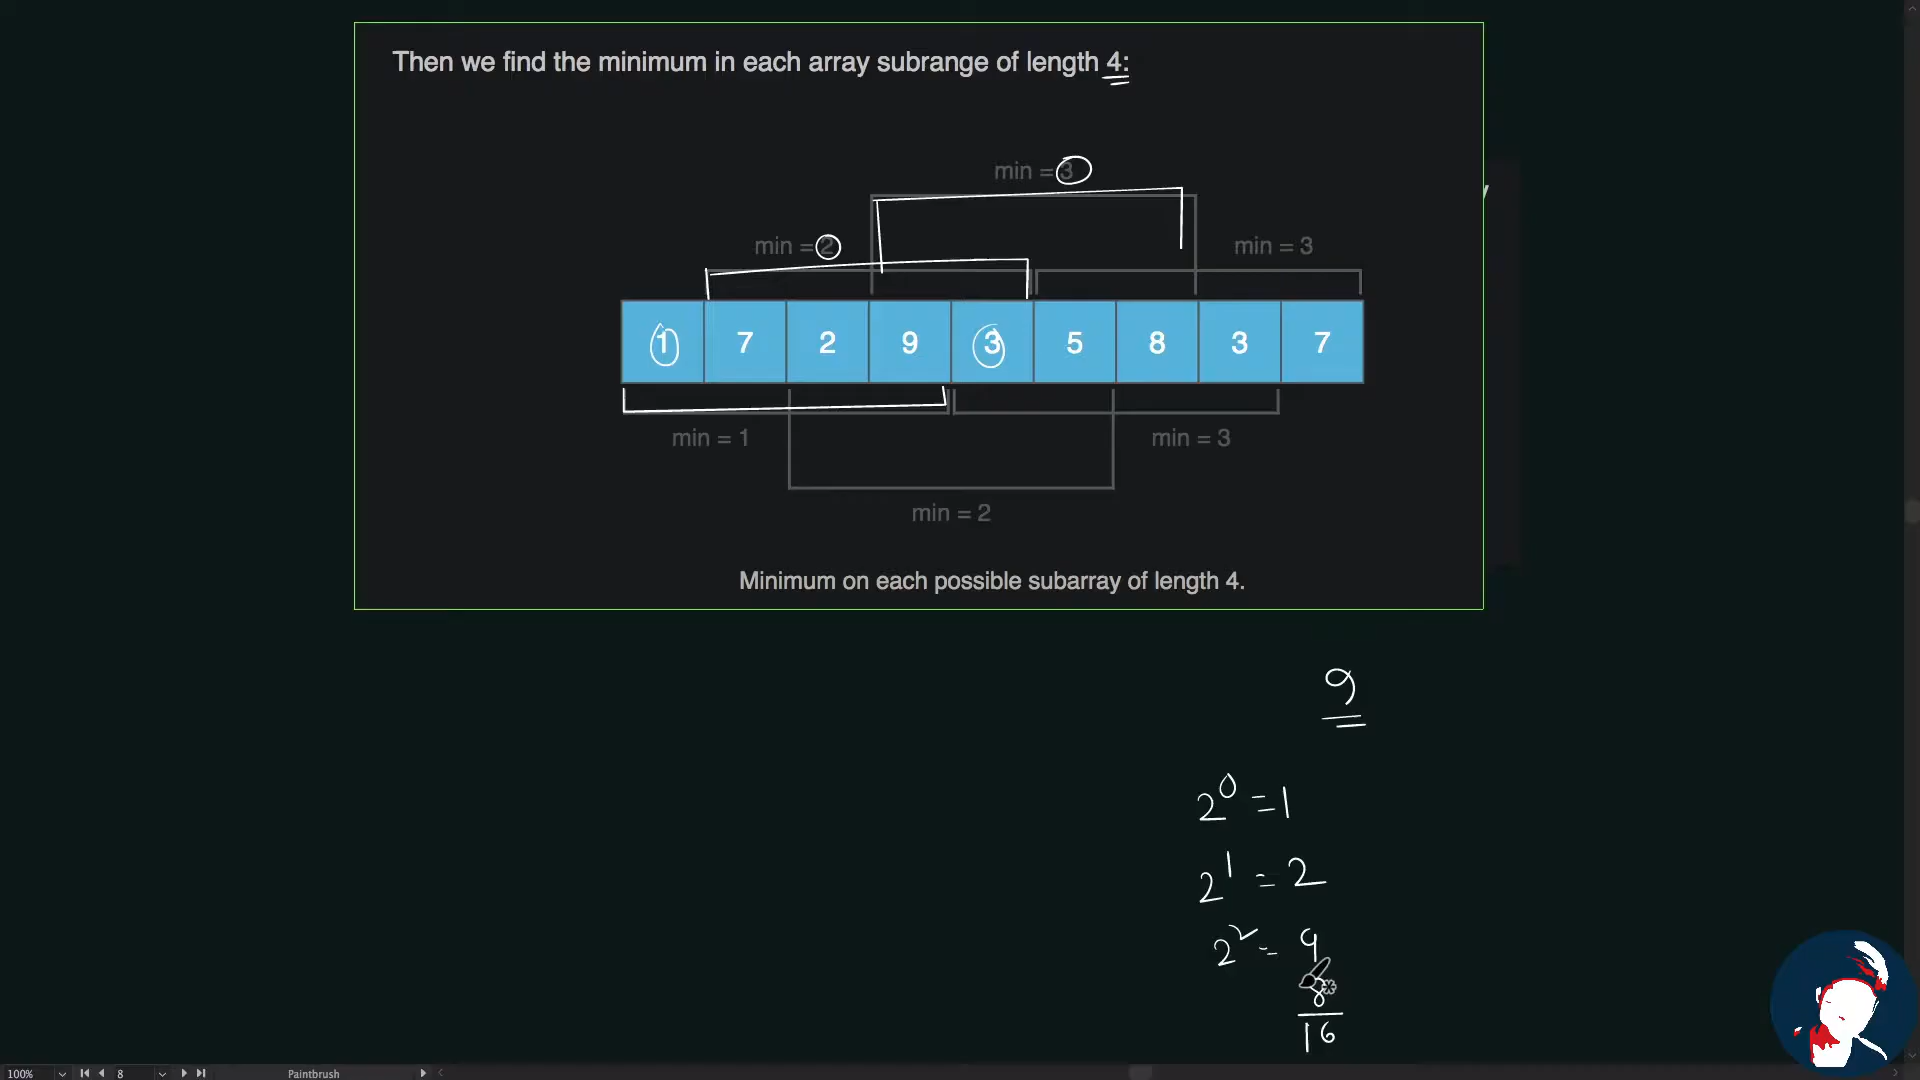 Then we find the minimum in each array subrange of length 4:
min = 3
min = 2
min = 3
1 7 2 9 3 5 8 3 7
min = 1
min = 3
min = 2
Minimum on each possible subarray of length 4.
9
2^0 = 1
2^1 = 2
2^2 = 4
8
16
100% 8 Paintbrush